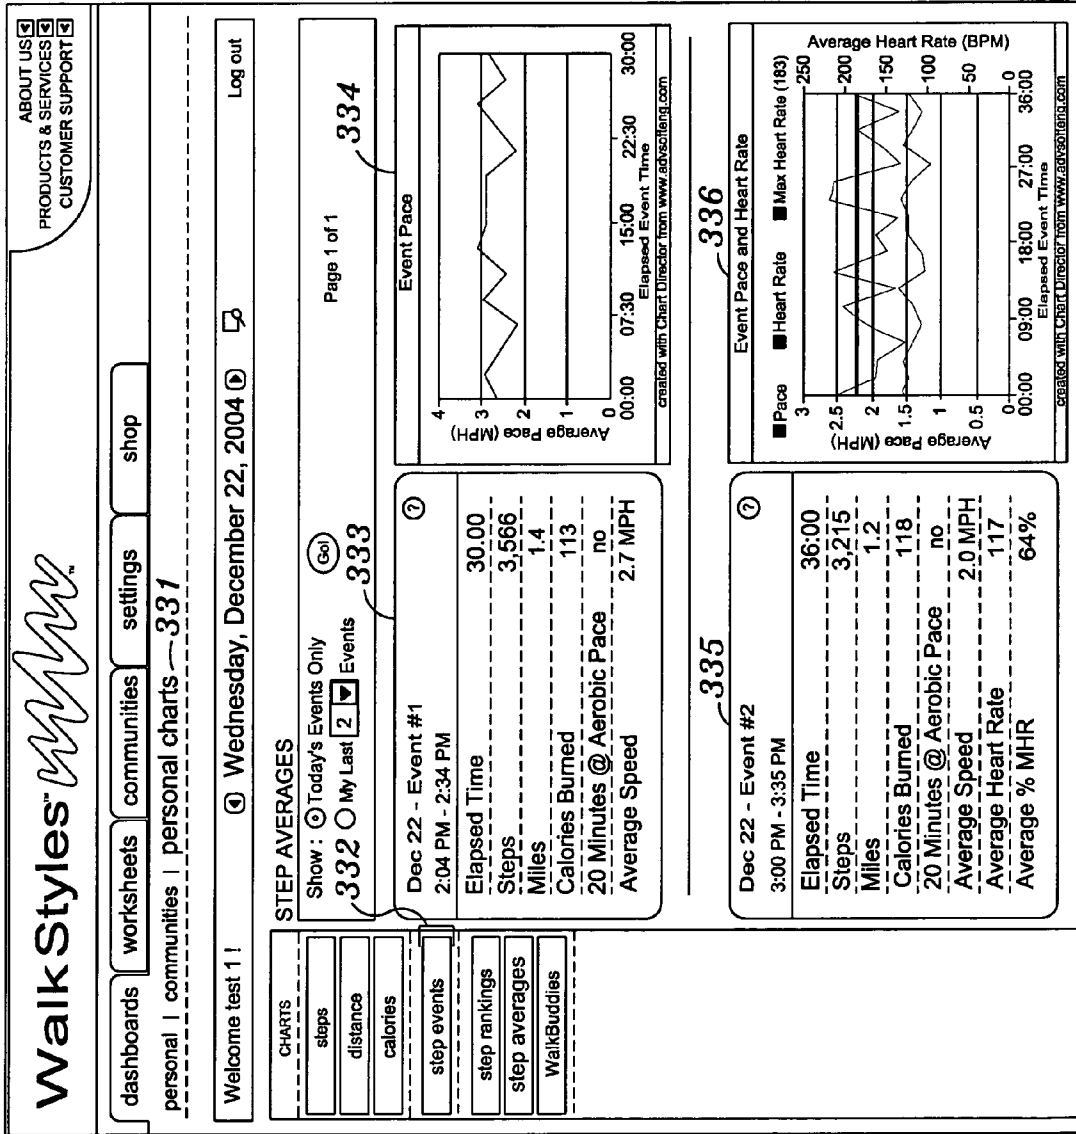 WalkStyles™
ABOUT US
PRODUCTS & SERVICES
CUSTOMER SUPPORT
dashboards worksheets communities settings shop
personal | communities | personal charts 331
Welcome test 1 ! Wednesday, December 22, 2004 Log out
CHARTS
steps
distance
calories
step events
step rankings
step averages
WalkBuddies
STEP AVERAGES
Show : Today's Events Only Go!
332 My Last 2 Events
Page 1 of 1
333
Dec 22 - Event #1 ?
2:04 PM - 2:34 PM
Elapsed Time 30.00
Steps 3,566
Miles 1.4
Calories Burned 113
20 Minutes @ Aerobic Pace no
Average Speed 2.7 MPH
334
Event Pace
Average Pace (MPH)
4
3
2
1
0
00:00 07:30 15:00 22:30 30:00
Elapsed Event Time
created with Chart Director from www.advsofteng.com
335
Dec 22 - Event #2 ?
3:00 PM - 3:35 PM
Elapsed Time 36:00
Steps 3,215
Miles 1.2
Calories Burned 118
20 Minutes @ Aerobic Pace no
Average Speed 2.0 MPH
Average Heart Rate 117
Average % MHR 64%
336
Event Pace and Heart Rate
Pace Heart Rate Max Heart Rate (183)
Average Pace (MPH)
3
2.5
2
1.5
1
0.5
0
Average Heart Rate (BPM)
250
200
150
100
50
0
00:00 09:00 18:00 27:00 36:00
Elapsed Event Time
created with Chart Director from www.advsofteng.com